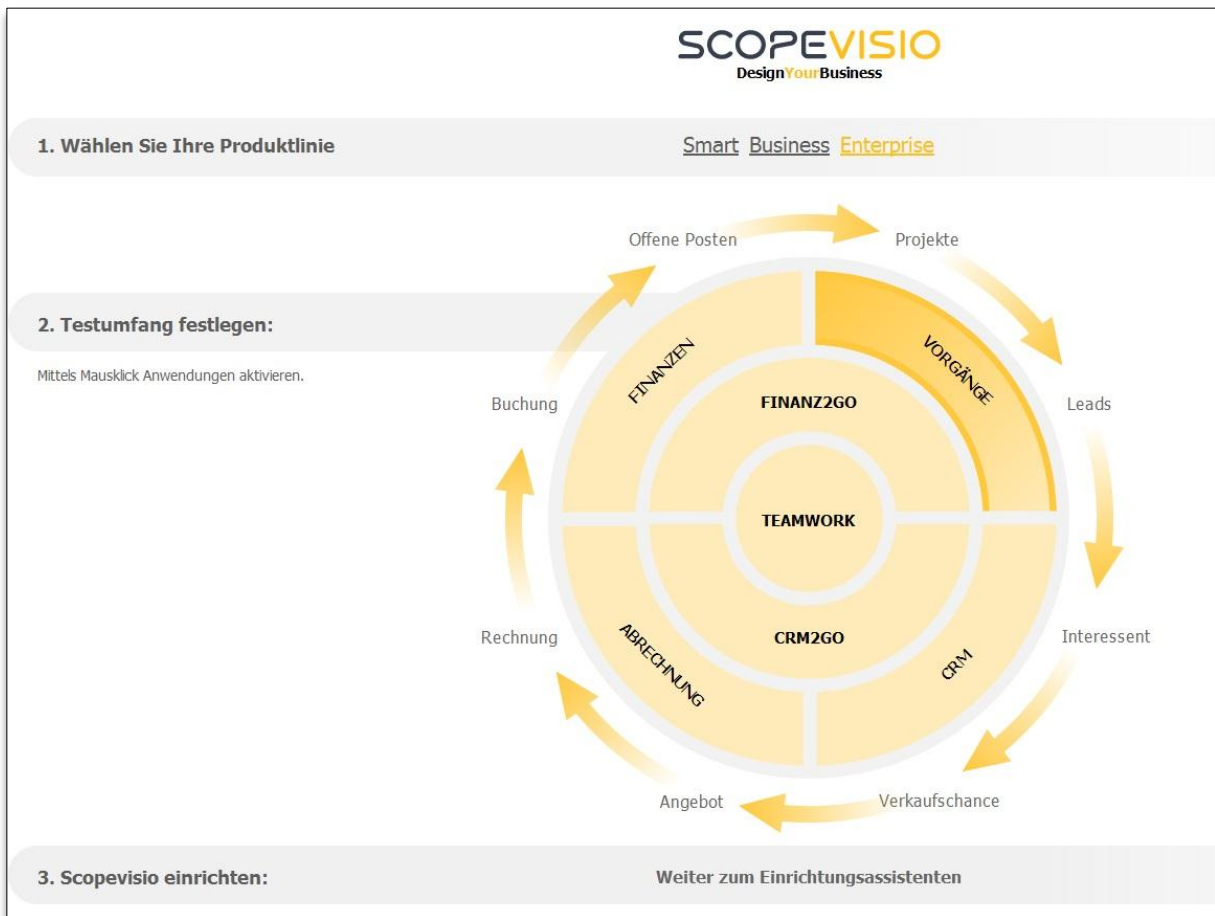 SCOPEVISIO
DesignYourBusiness
1. Wählen Sie Ihre Produktlinie
Smart Business Enterprise
Offene Posten
Projekte
2. Testumfang festlegen:
Mittels Mausklick Anwendungen aktivieren.
FINANZEN
VORGÄNGE
Buchung
FINANZ2GO
Leads
TEAMWORK
Rechnung
ABRECHNUNG
CRM2GO
CRM
Interessent
Angebot
Verkaufschance
3. Scopevisio einrichten:
Weiter zum Einrichtungsassistenten